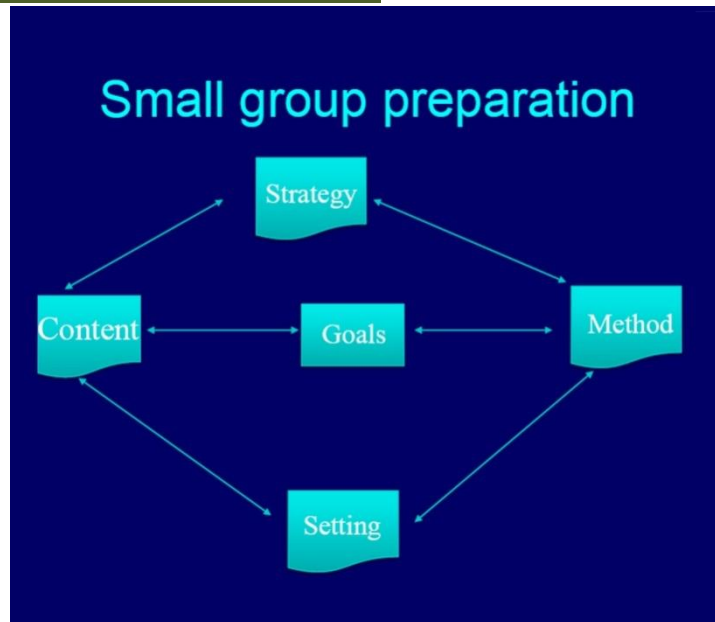 Small group preparation
Strategy
Content
Goals
Method
Setting